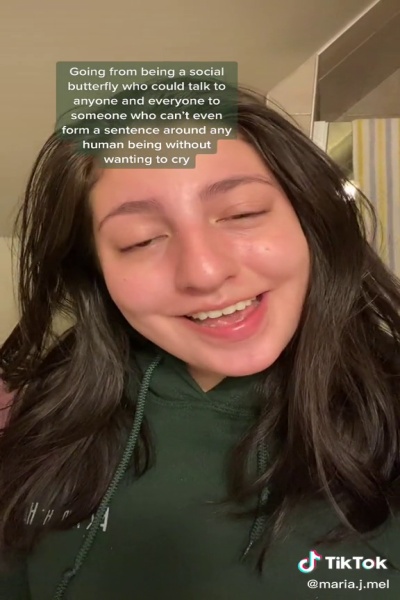 Going from being a social
butterfly who could talk to
anyone and everyone to
someone who can't even
form a sentence around any
human being without
wanting to cry
TikTok
@maria.j.mel